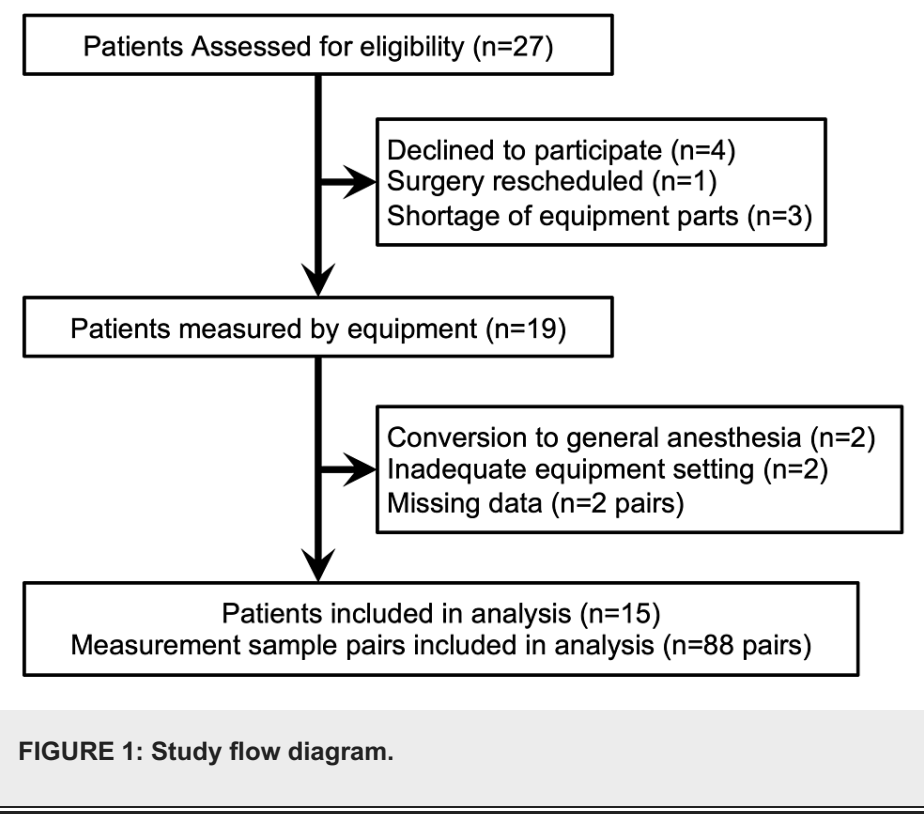 Patients Assessed for eligibility (n=27)
Declined to participate (n=4)
Surgery rescheduled (n=1)
Shortage of equipment parts (n=3)
Patients measured by equipment (n=19)
Conversion to general anesthesia (n=2)
Inadequate equipment setting (n=2)
Missing data (n=2 pairs)
Patients included in analysis (n=15)
Measurement sample pairs included in analysis (n=88 pairs)
FIGURE 1: Study flow diagram.